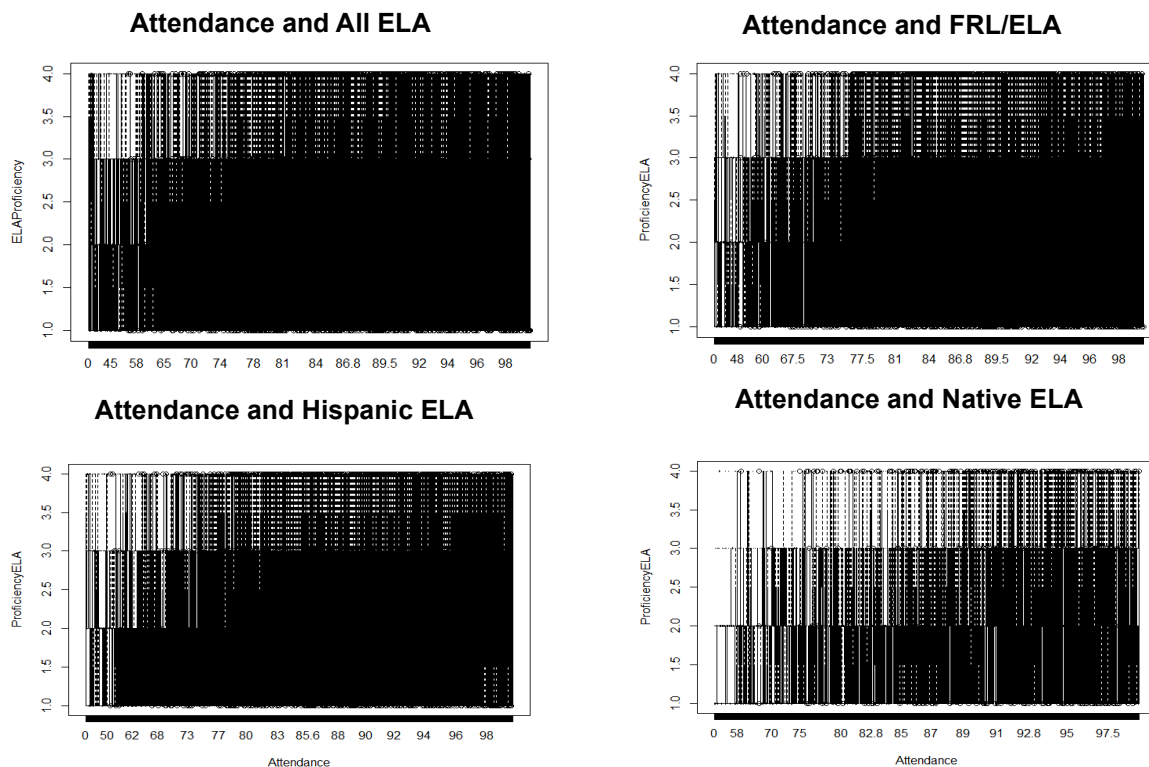 Attendance and All ELA
ELAProficiency
4.0
3.5
3.0
2.5
2.0
1.5
1.0
0 45 58 65 70 74 78 81 84 86.8 89.5 92 94 96 98
Attendance and FRL/ELA
ProficiencyELA
4.0
3.5
3.0
2.5
2.0
1.5
1.0
0 48 60 67.5 73 77.5 81 84 86.8 89.5 92 94 96 98
Attendance and Hispanic ELA
ProficiencyELA
4.0
3.5
3.0
2.5
2.0
1.5
1.0
0 50 62 68 73 77 80 83 85.6 88 90 92 94 96 98
Attendance
Attendance and Native ELA
ProficiencyELA
4.0
3.5
3.0
2.5
2.0
1.5
1.0
0 58 70 75 80 82.8 85 87 89 91 92.8 95 97.5
Attendance